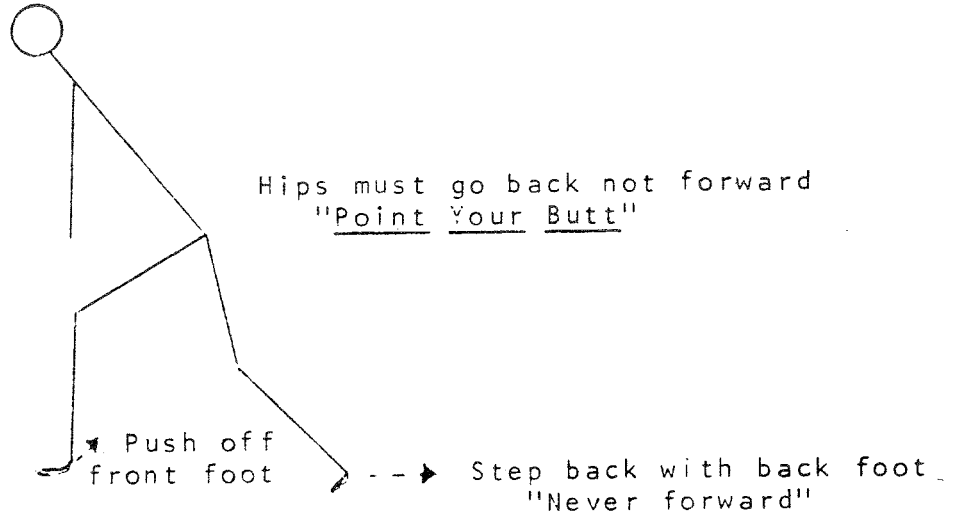 Hips must go back not forward
"Point Your Butt"
Push off
front foot
Step back with back foot
"Never forward"